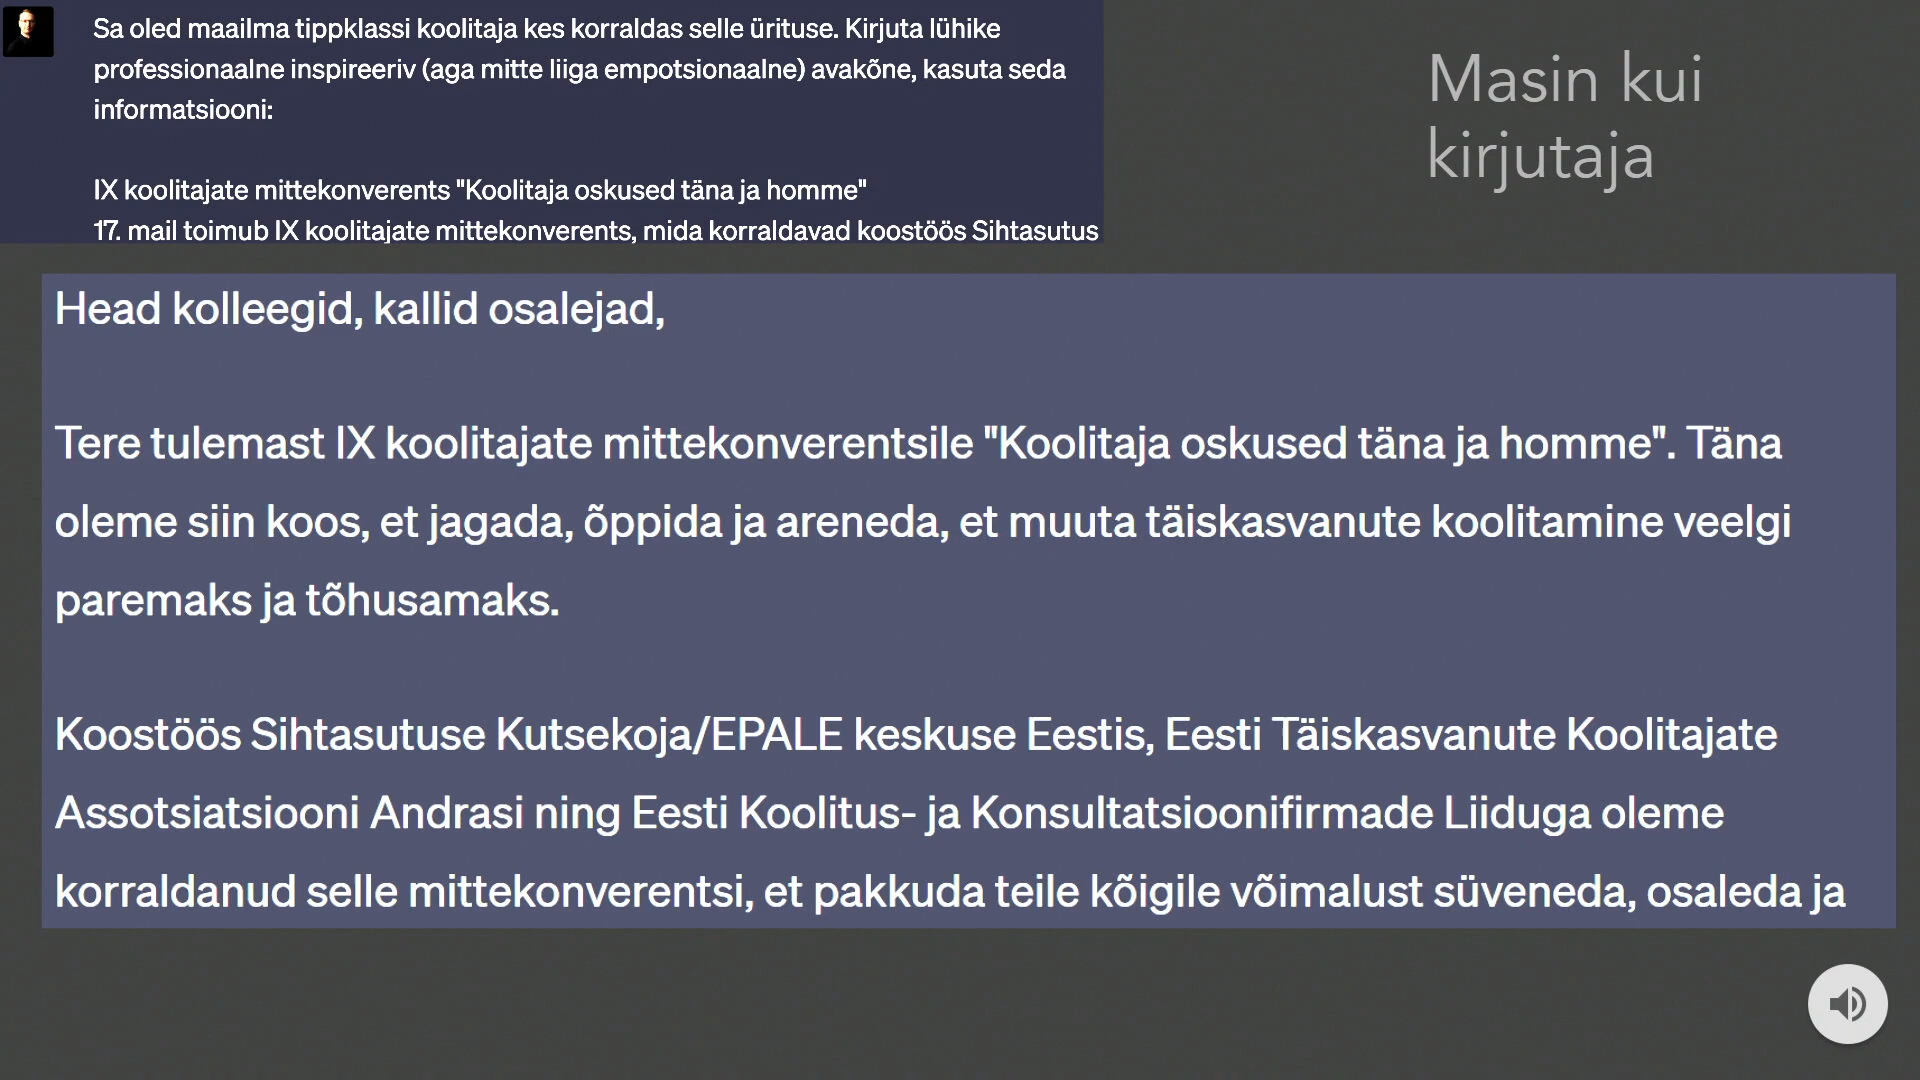 Sa oled maailma tippklassi koolitaja kes korraldas selle ürituse. Kirjuta lühike
professionaalne inspireeriv (aga mitte liiga empotsionaalne) avakõne, kasuta seda
informatsiooni:
IX koolitajate mittekonverents "Koolitaja oskused täna ja homme"
17. mail toimub IX koolitajate mittekonverents, mida korraldavad koostöös Sihtasutus
Masin kui
kirjutaja
Head kolleegid, kallid osalejad,
Tere tulemast IX koolitajate mittekonverentsile "Koolitaja oskused täna ja homme". Täna
oleme siin koos, et jagada, õppida ja areneda, et muuta täiskasvanute koolitamine veelgi
paremaks ja tõhusamaks.
Koostöös Sihtasutuse Kutsekoja/EPALE keskuse Eestis, Eesti Täiskasvanute Koolitajate
Assotsiatsiooni Andrasi ning Eesti Koolitus- ja Konsultatsioonifirmade Liiduga oleme
korraldanud selle mittekonverentsi, et pakkuda teile kõigile võimalust süveneda, osaleda ja